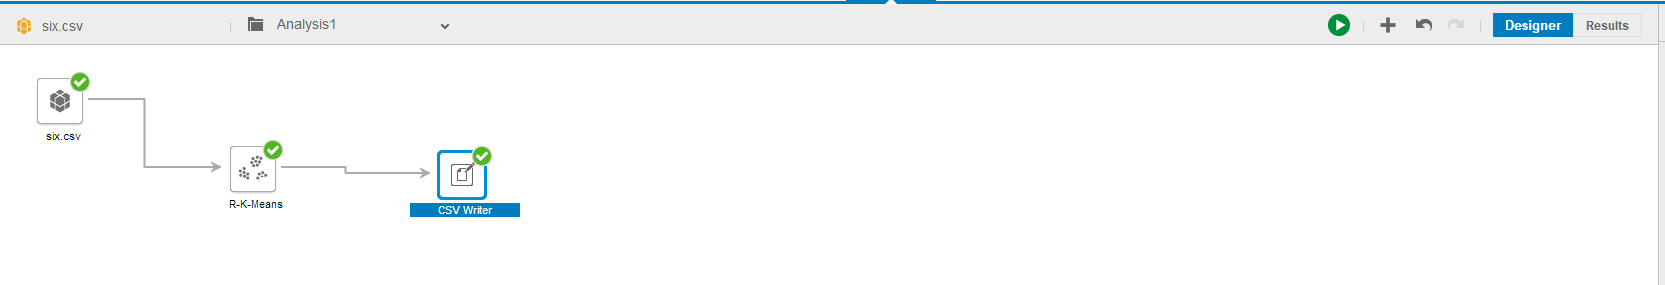 six.csv
Analysis1
Designer
Results
six.csv
R-K-Means
CSV Writer